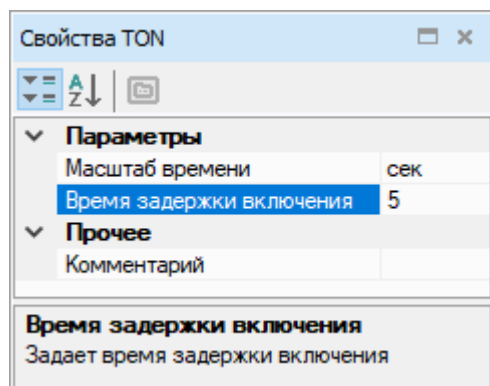 Свойства TON
Параметры
Масштаб времени сек
Время задержки включения 5
Прочее
Комментарий
Время задержки включения
Задает время задержки включения